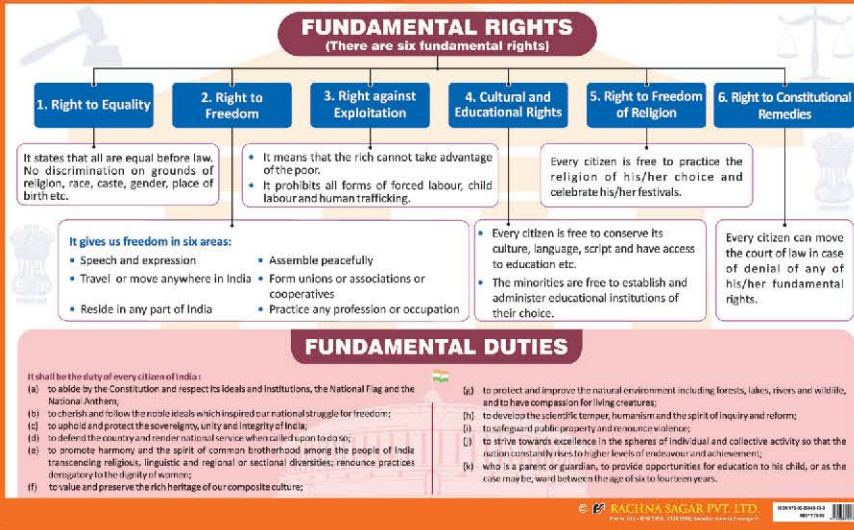 FUNDAMENTAL RIGHTS
(There are six fundamental rights)
1. Right to Equality
2. Right to
Freedom
3. Right against
Exploitation
4. Cultural and
Educational Rights
5. Right to Freedom
of Religion
6. Right to Constitutional
Remedies
It states that all are equal before law.
No discrimination on grounds of
religion, race, caste, gender, place of
birth etc.
• It means that the rich cannot take advantage
of the poor.
• It prohibits all forms of forced labour, child
labour and human trafficking.
Every citizen is free to practice the
religion of his/her choice and
celebrate his/her festivals.
It gives us freedom in six areas:
• Speech and expression
• Travel or move anywhere in India
• Reside in any part of India
• Assemble peacefully
• Form unions or associations or
cooperatives
• Practice any profession or occupation
• Every citizen is free to conserve its
culture, language, script and have access
to education etc.
• The minorities are free to establish and
administer educational institutions of
their choice.
Every citizen can move
the court of law in case
of denial of any of
his/her fundamental
rights.
FUNDAMENTAL DUTIES
It shall be the duty of every citizen of India :
(a) to abide by the Constitution and respect its ideals and institutions, the National Flag and the
National Anthem;
(b) to cherish and follow the noble ideals which inspired our national struggle for freedom;
(c) to uphold and protect the sovereignty, unity and integrity of India;
(d) to defend the country and render national service when called upon to do so;
(e) to promote harmony and the spirit of common brotherhood among the people of India
transcending religious, linguistic and regional or sectional diversities; renounce practices
derogatory to the dignity of women;
(f) to value and preserve the rich heritage of our composite culture;
(g) to protect and improve the natural environment including forests, lakes, rivers and wildlife,
and to have compassion for living creatures;
(h) to develop the scientific temper, humanism and the spirit of inquiry and reform;
(i) to safeguard public property and renounce violence;
(j) to strive towards excellence in the spheres of individual and collective activity so that the
nation constantly rises to higher levels of endeavour and achievement;
(k) who is a parent or guardian, to provide opportunities for education to his child, or as the
case may be, ward between the age of six to fourteen years.
© RACHNA SAGAR PVT. LTD.